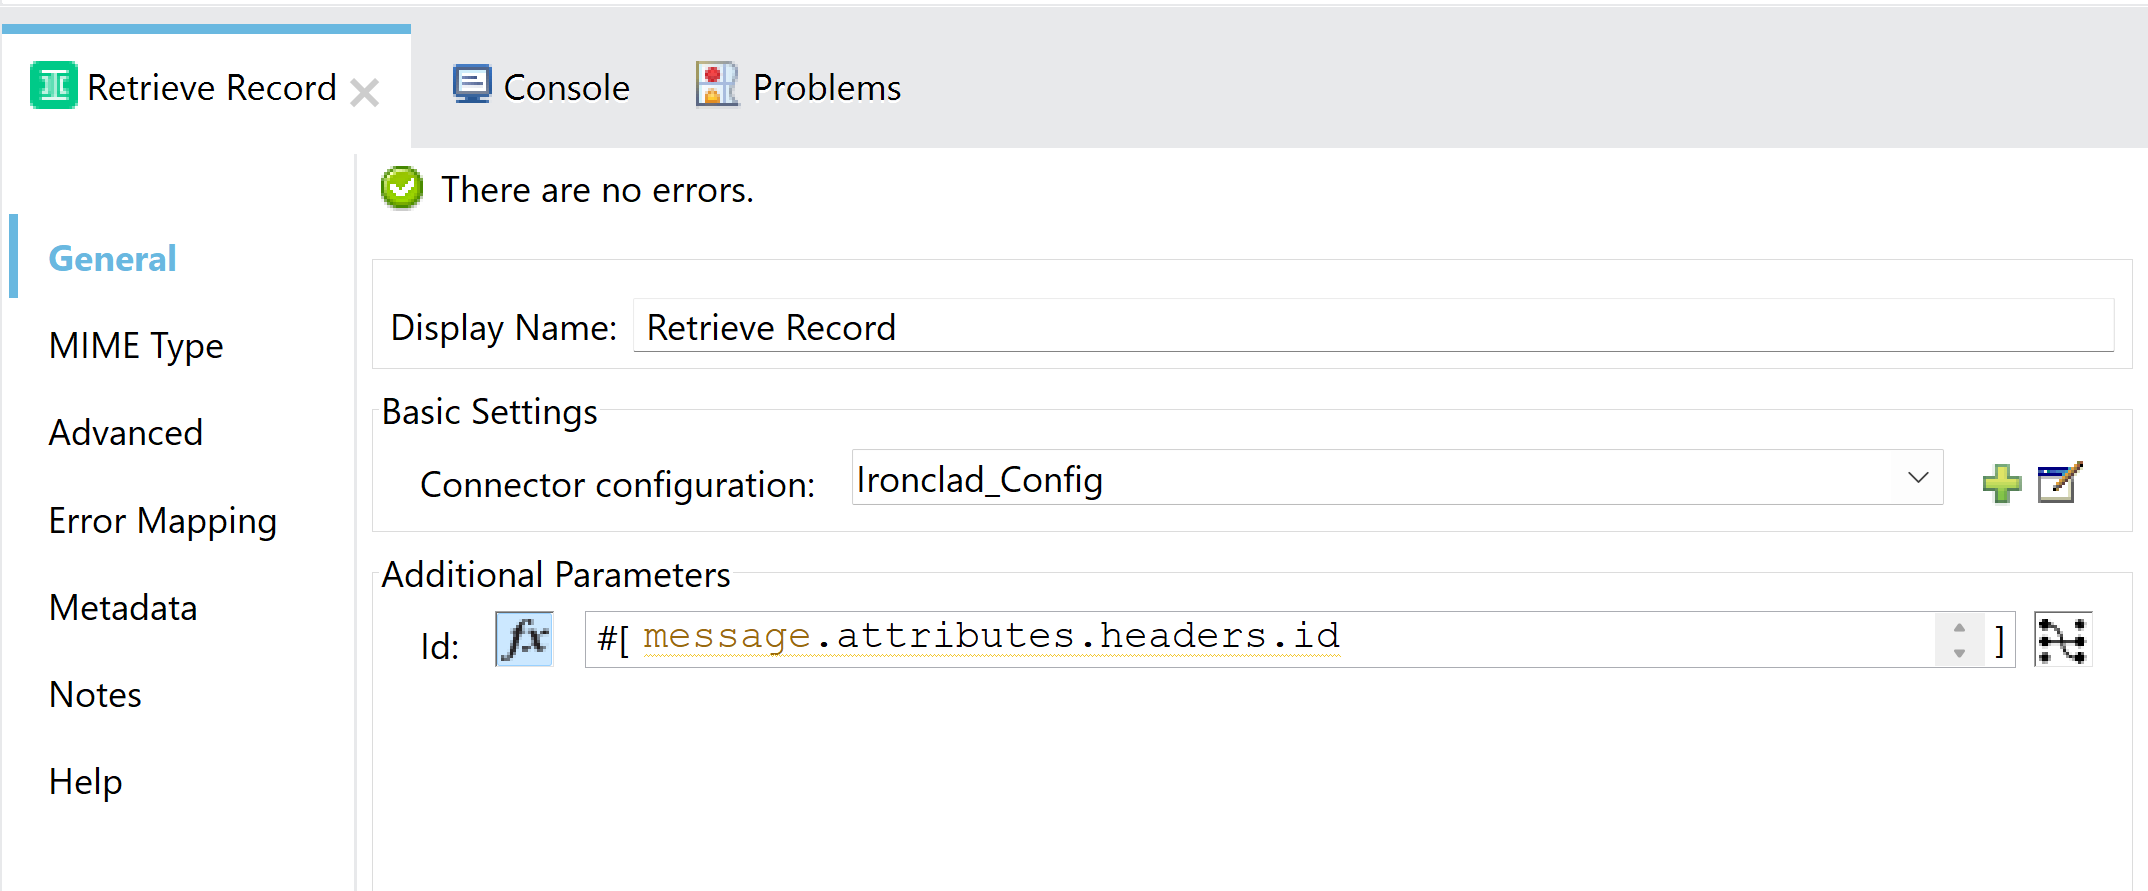 Retrieve Record
Console
Problems
There are no errors.
General
MIME Type
Advanced
Error Mapping
Metadata
Notes
Help
Display Name: Retrieve Record
Basic Settings
Connector configuration: Ironclad_Config
Additional Parameters
Id: fx #[ message.attributes.headers.id ]